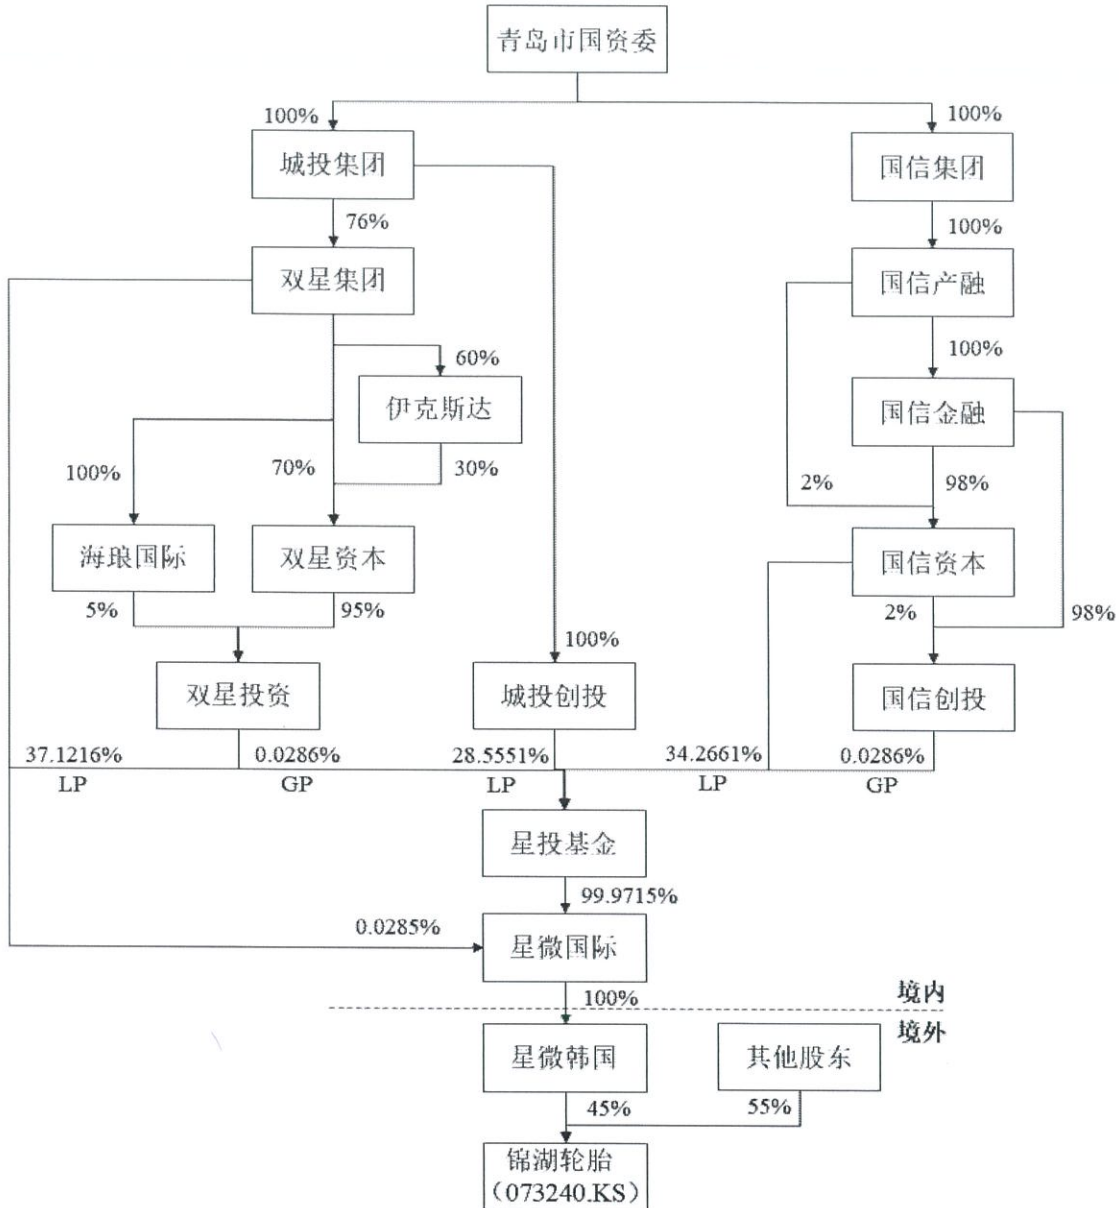 青岛市国资委
100%
100%
城投集团
国信集团
76%
100%
双星集团
国信产融
60%
100%
伊克斯达
国信金融
100%
70%
30%
2%
98%
海琅国际
双星资本
国信资本
5%
95%
2%
98%
100%
双星投资
城投创投
国信创投
37.1216%
0.0286%
28.5551%
34.2661%
0.0286%
LP
GP
LP
LP
GP
星投基金
99.9715%
0.0285%
星微国际
100%
境内
境外
星微韩国
其他股东
45%
55%
锦湖轮胎
（073240.KS）